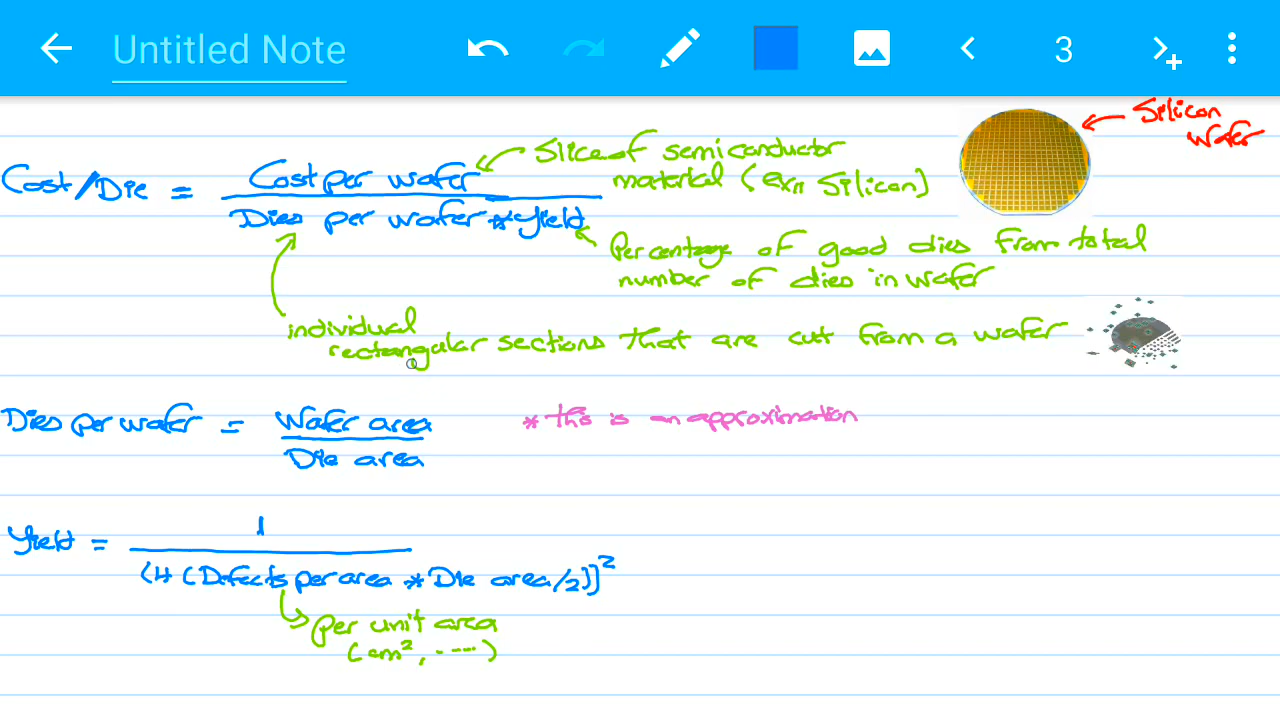 Untitled Note
3
Silicon
Wafer
Slice of semiconductor
material (ex:, Silicon)
Cost/Die = Cost per wafer
Dies per wafer * Yield
Percentage of good dies from total
number of dies in wafer
individual
rectangular sections that are cut from a wafer
Dies per wafer = Wafer area
Die area
* this is an approximation
Yield = 1
(1+(Defects per area * Die area/2)]²
per unit area
(cm², ....)